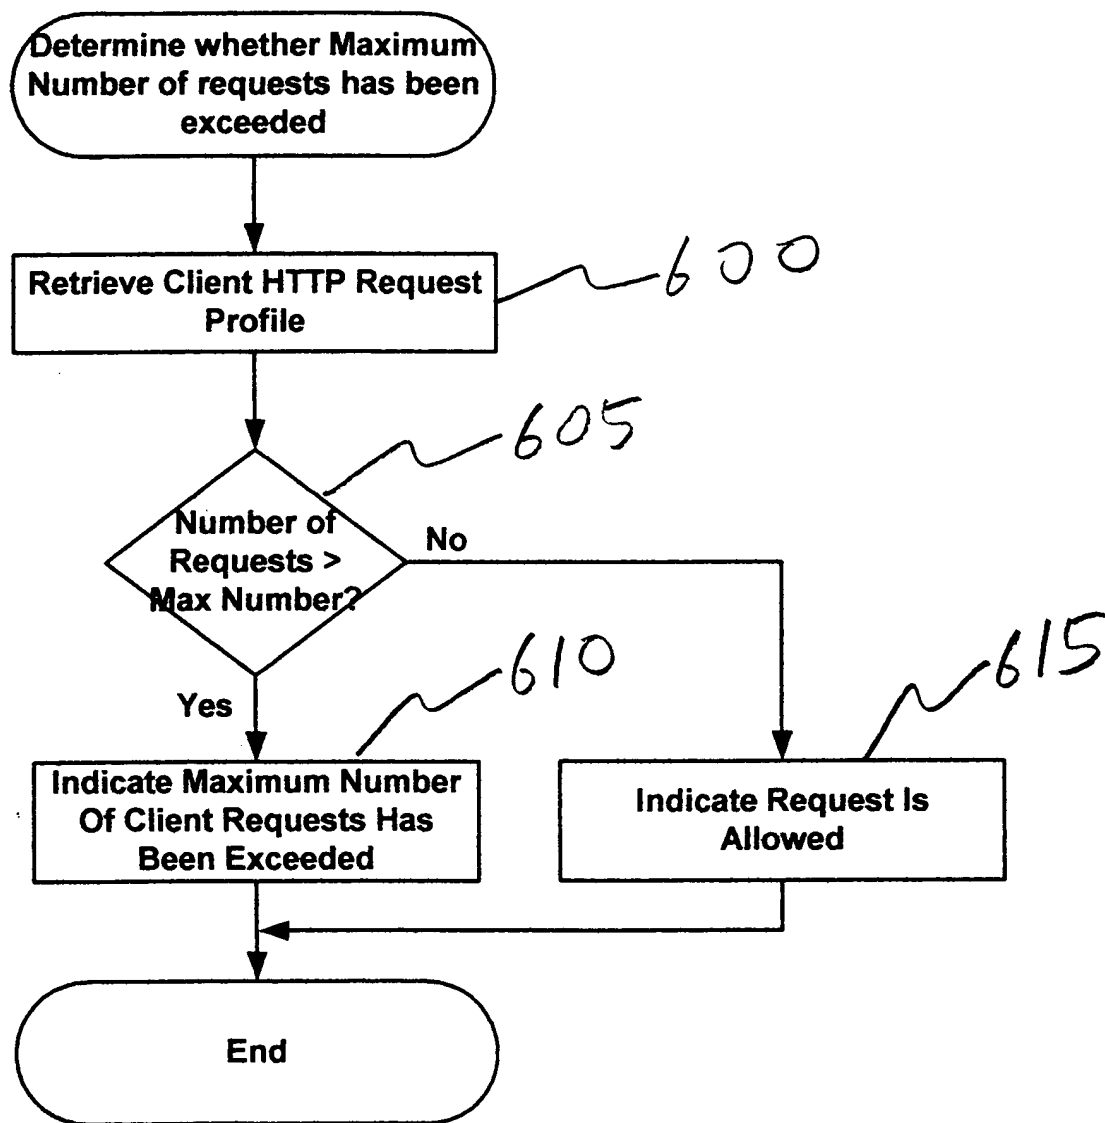 Determine whether Maximum
Number of requests has been
exceeded
Retrieve Client HTTP Request
Profile
600
605
Number of
Requests >
Max Number?
No
Yes
610
615
Indicate Maximum Number
Of Client Requests Has
Been Exceeded
Indicate Request Is
Allowed
End